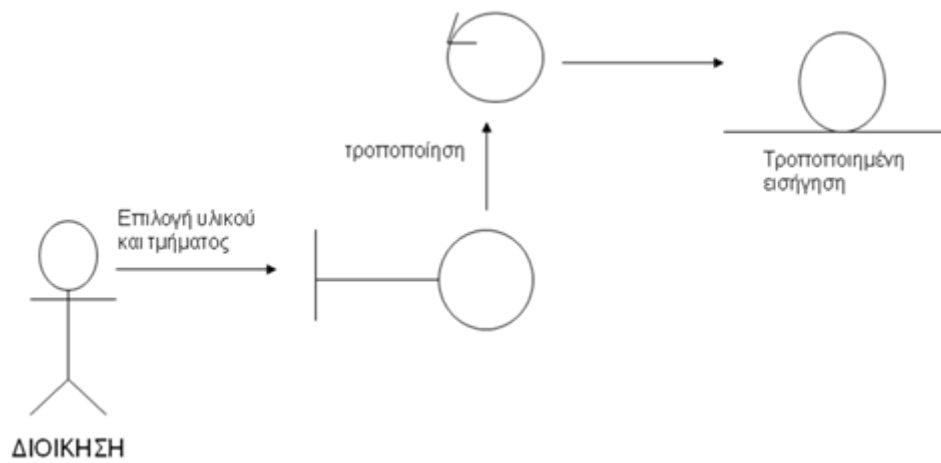 τροποποίηση
Τροποποιημένη
εισήγηση
Επιλογή υλικού
και τμήματος
ΔΙΟΙΚΗΣΗ